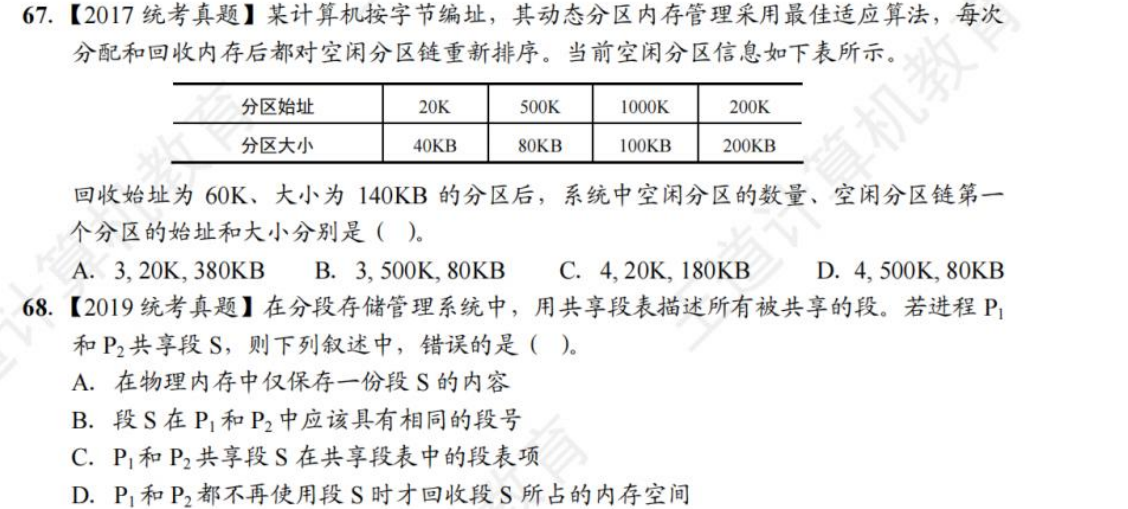 67.【2017 统考真题】某计算机按字节编址，其动态分区内存管理采用最佳适应算法，每次
分配和回收内存后都对空闲分区链重新排序。当前空闲分区信息如下表所示。
分区始址 20K 500K 1000K 200K
分区大小 40KB 80KB 100KB 200KB
回收始址为 60K、大小为 140KB 的分区后，系统中空闲分区的数量、空闲分区链第一
个分区的始址和大小分别是（ ）。
A. 3, 20K, 380KB B. 3, 500K, 80KB C. 4, 20K, 180KB D. 4, 500K, 80KB
68.【2019 统考真题】在分段存储管理系统中，用共享段表描述所有被共享的段。若进程 P₁
和 P₂ 共享段 S，则下列叙述中，错误的是（ ）。
A. 在物理内存中仅保存一份段 S 的内容
B. 段 S 在 P₁ 和 P₂ 中应该具有相同的段号
C. P₁ 和 P₂ 共享段 S 在共享段表中的段表项
D. P₁ 和 P₂ 都不再使用段 S 时才回收段 S 所占的内存空间